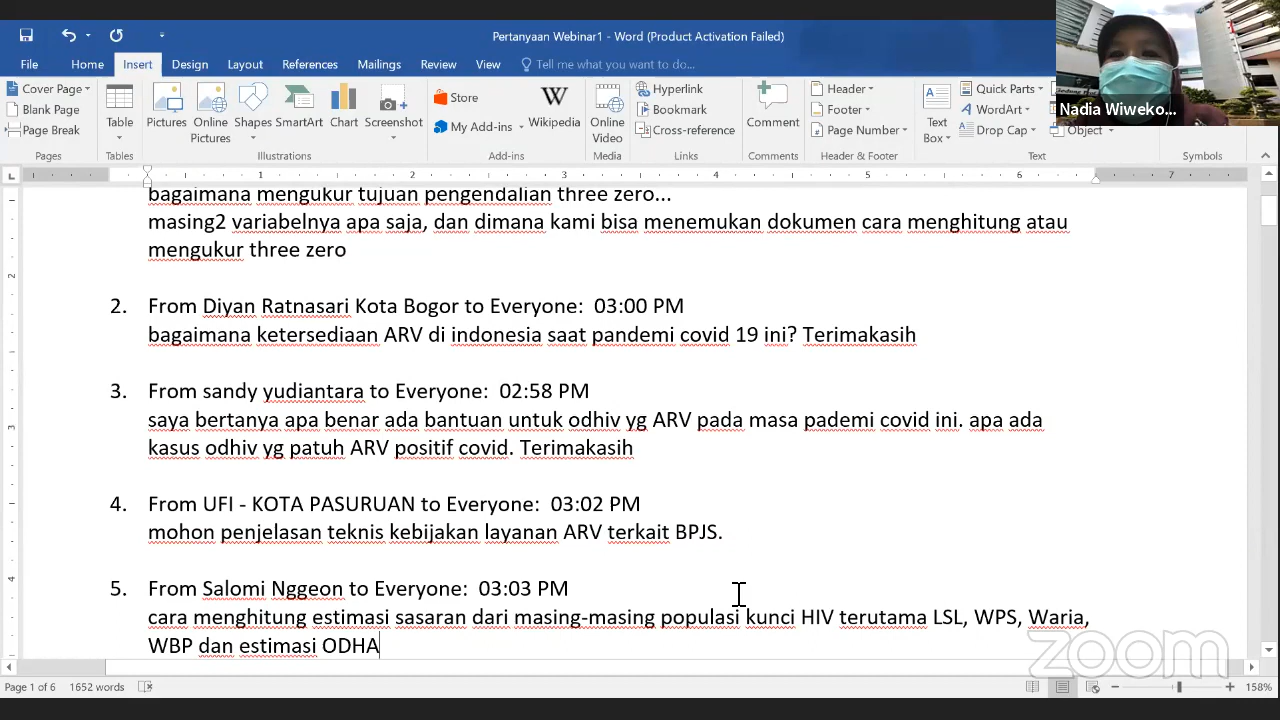 Pertanyaan Webinar1 - Word (Product Activation Failed)
File Home Insert Design Layout References Mailings Review View Tell me what you want to do...
Cover Page
Blank Page
Page Break
Table
Pictures
Online Pictures
Shapes
SmartArt
Store
My Add-ins
Wikipedia
Online Video
Hyperlink
Bookmark
Cross-reference
Comment
Header
Footer
Page Number
Text Box
Quick Parts
WordArt
Drop Cap
Object
Nadia Wiweko...
Pages Tables Illustrations Add-ins Media Links Comments Header & Footer Text Symbols
1 2 3 4 5 6 7
bagaimana mengukur tujuan pengendalian three zero...
masing2 variabelnya apa saja, dan dimana kami bisa menemukan dokumen cara menghitung atau
mengukur three zero
2. From Diyan Ratnasari Kota Bogor to Everyone: 03:00 PM
bagaimana ketersediaan ARV di indonesia saat pandemi covid 19 ini? Terimakasih
3. From sandy yudiantara to Everyone: 02:58 PM
saya bertanya apa benar ada bantuan untuk odhiv yg ARV pada masa pademi covid ini. apa ada
kasus odhiv yg patuh ARV positif covid. Terimakasih
4. From UFI - KOTA PASURUAN to Everyone: 03:02 PM
mohon penjelasan teknis kebijakan layanan ARV terkait BPJS.
5. From Salomi Nggeon to Everyone: 03:03 PM
cara menghitung estimasi sasaran dari masing-masing populasi kunci HIV terutama LSL, WPS, Waria,
WBP dan estimasi ODHA
zoom
Page 1 of 6 1652 words 158%